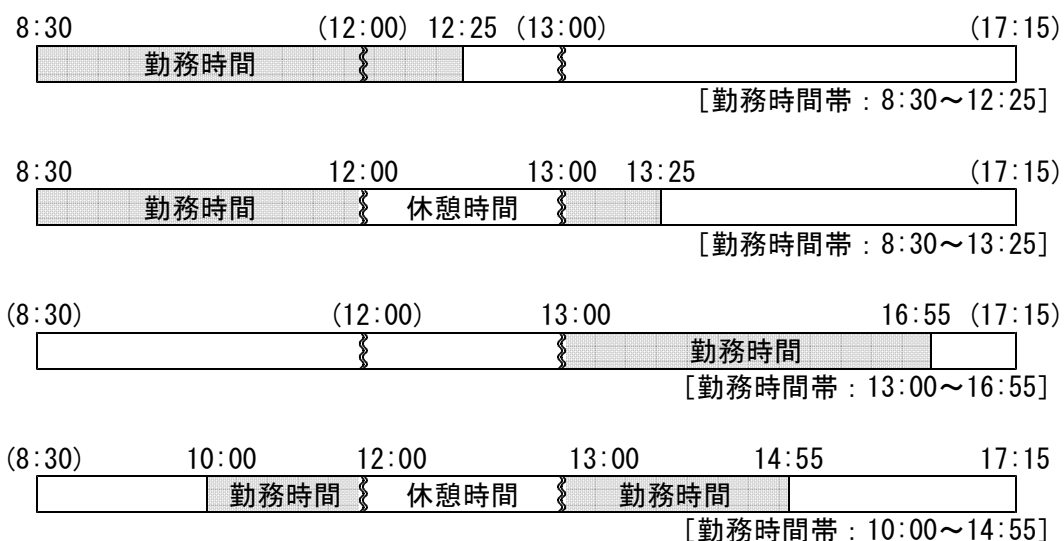 8:30 (12:00) 12:25 (13:00) (17:15)
勤務時間
[勤務時間帯：8:30～12:25]
8:30 12:00 13:00 13:25 (17:15)
勤務時間 休憩時間
[勤務時間帯：8:30～13:25]
(8:30) (12:00) 13:00 16:55 (17:15)
勤務時間
[勤務時間帯：13:00～16:55]
(8:30) 10:00 12:00 13:00 14:55 17:15
勤務時間 休憩時間 勤務時間
[勤務時間帯：10:00～14:55]